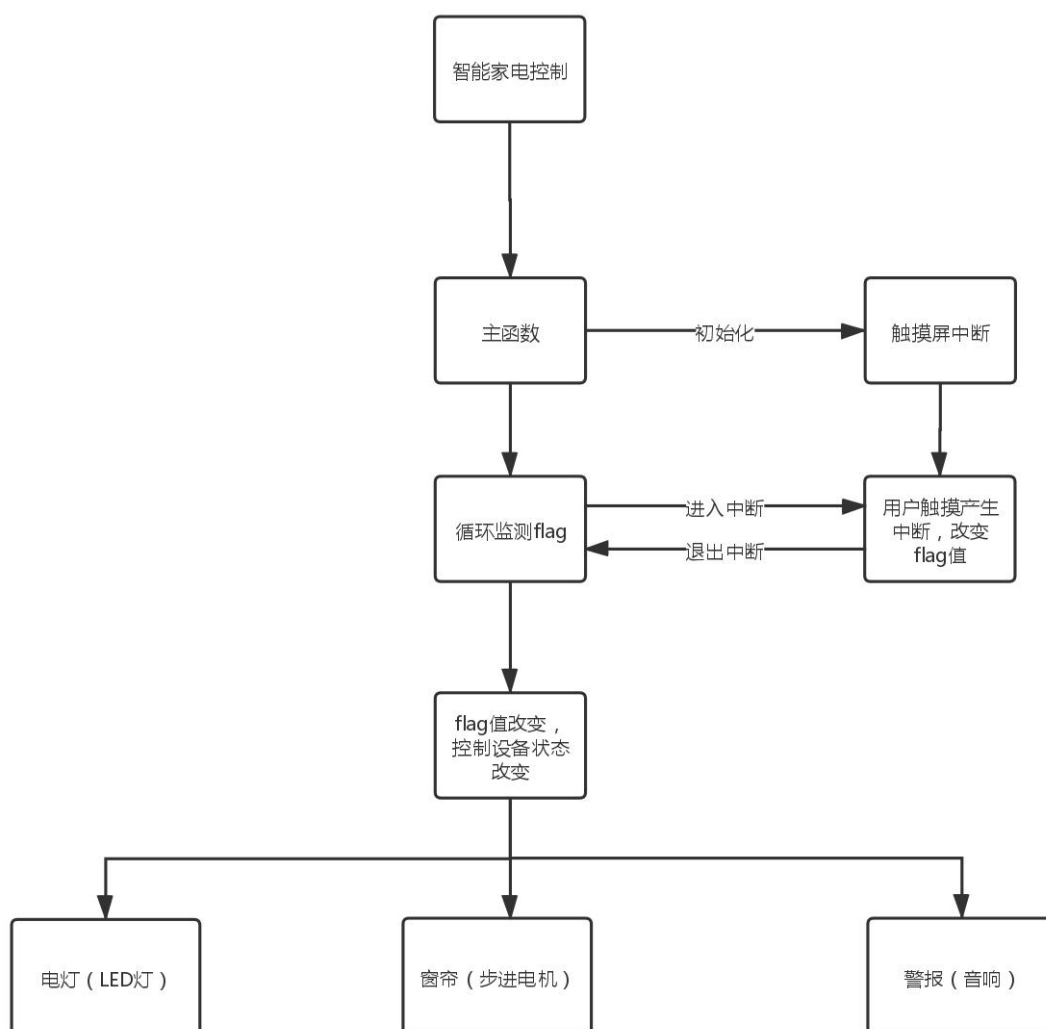 智能家电控制
主函数
初始化
触摸屏中断
循环监测flag
进入中断
退出中断
用户触摸产生
中断，改变
flag值
flag值改变，
控制设备状态
改变
电灯（LED灯）
窗帘（步进电机）
警报（音响）